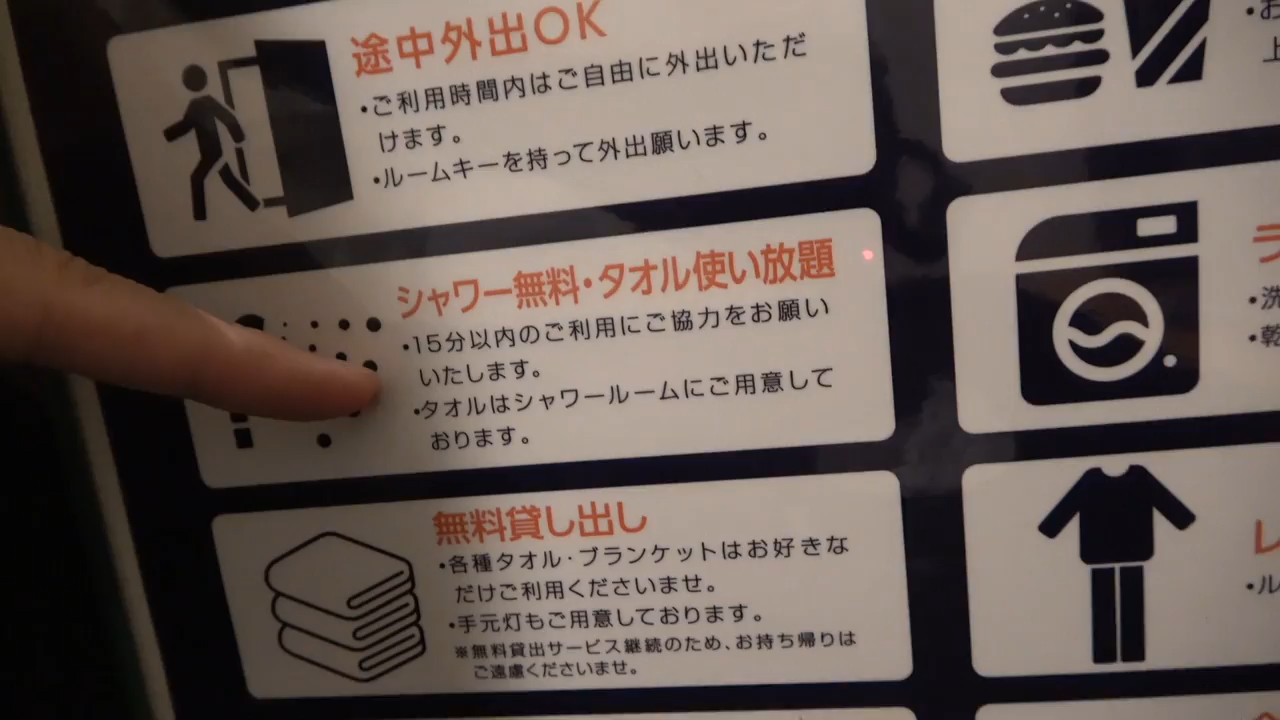 途中外出OK
・ご利用時間内はご自由に外出いただ
けます。
・ルームキーを持って外出願います。
シャワー無料・タオル使い放題
・15分以内のご利用にご協力をお願い
いたします。
・タオルはシャワールームにご用意して
おります。
無料貸し出し
・各種タオル・ブランケットはお好きな
だけご利用くださいませ。
・手元灯もご用意しております。
※無料貸出サービス継続のため、お持ち帰りは
ご遠慮くださいませ。
・お
上
・洗
・乾
レ
・ル